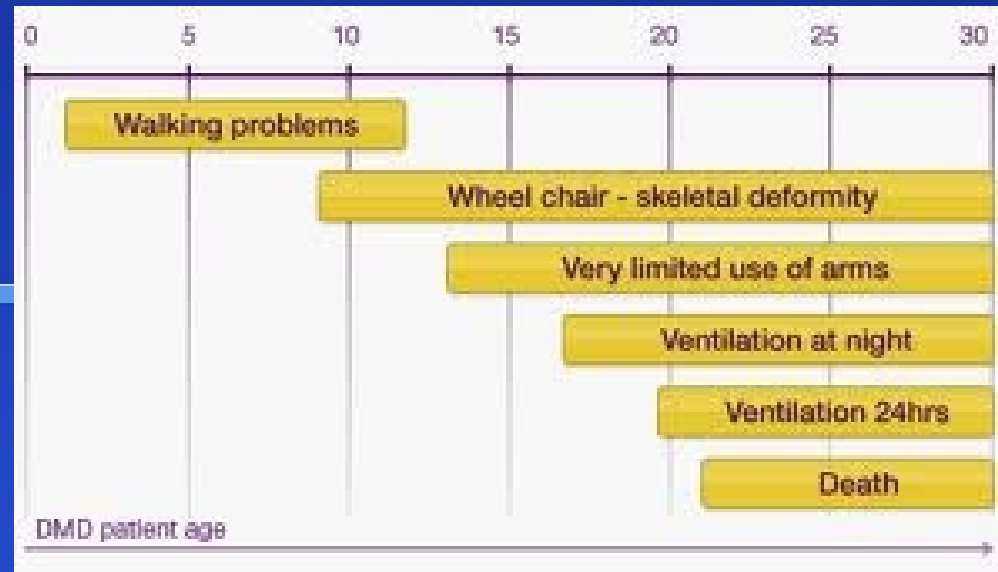 0 5 10 15 20 25 30
Walking problems
Wheel chair - skeletal deformity
Very limited use of arms
Ventilation at night
Ventilation 24hrs
Death
DMD patient age